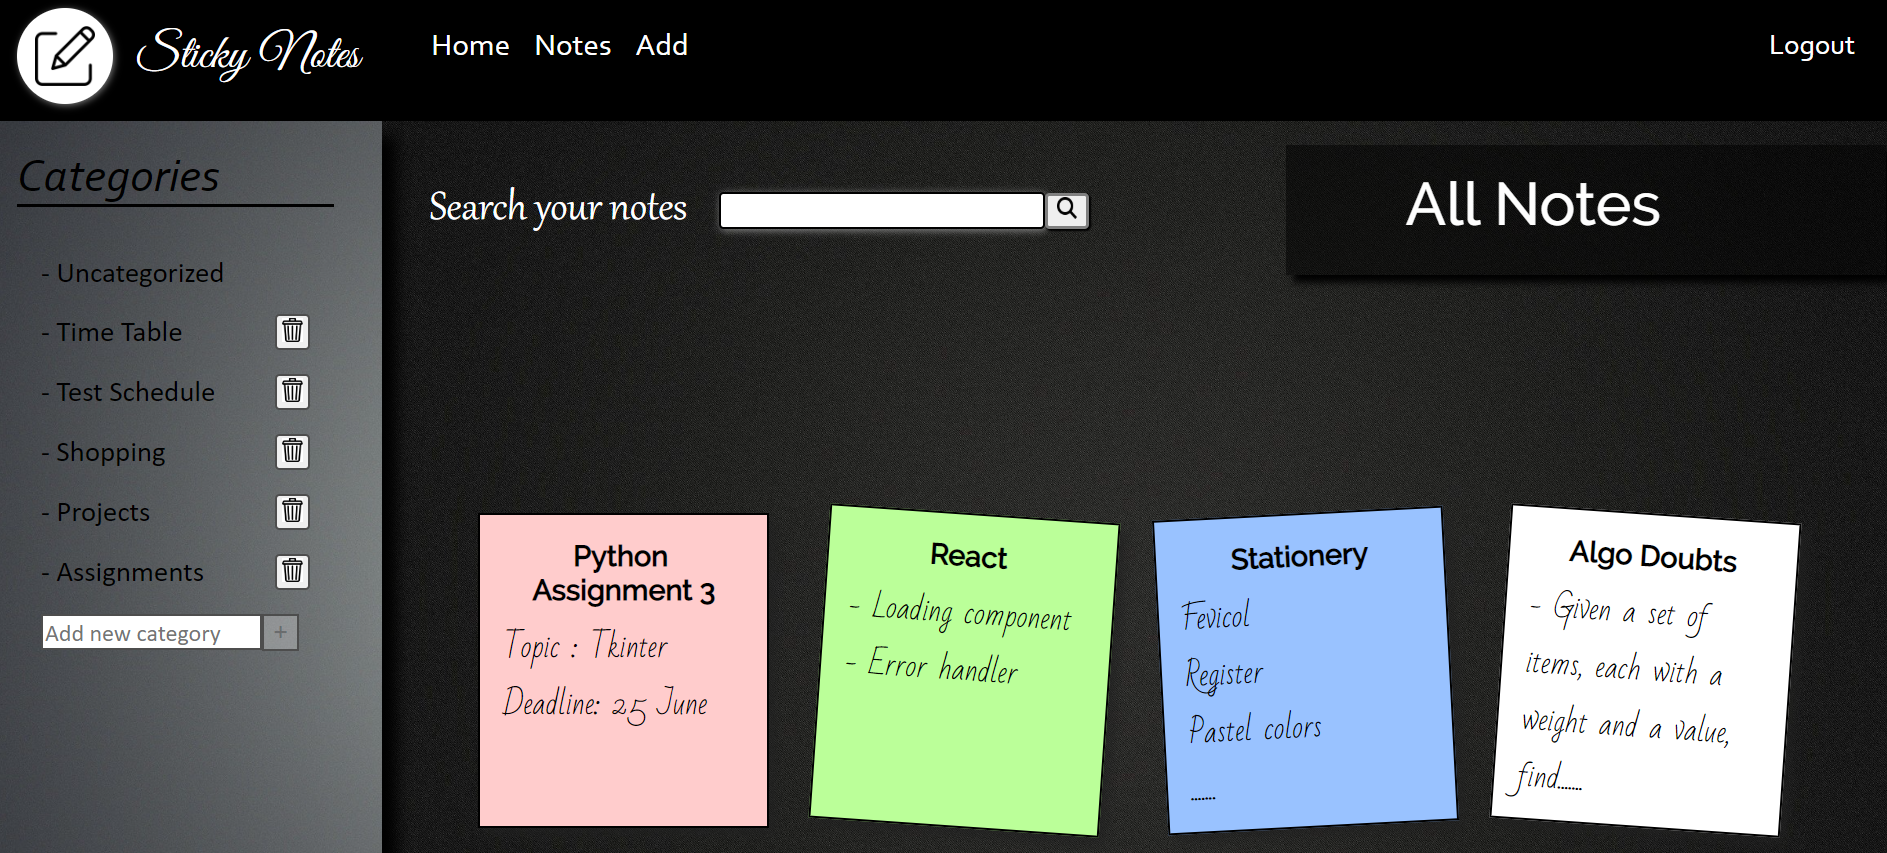 Sticky Notes
Home Notes Add
Logout
Categories
- Uncategorized
- Time Table
- Test Schedule
- Shopping
- Projects
- Assignments
Add new category
+
Search your notes
All Notes
Python
Assignment 3
Topic : Tkinter
Deadline: 25 June
React
- Loading component
- Error handler
Stationery
Fevicol
Register
Pastel colors
.......
Algo Doubts
- Given a set of
items, each with a
weight and a value,
find.......